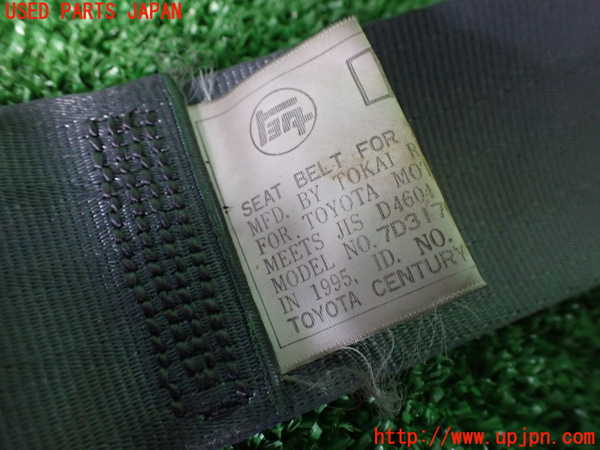 USED PARTS JAPAN
トヨタ
SEAT BELT FOR
MFD. BY TOKAI R
FOR. TOYOTA MO
MEETS JIS D4604
MODEL NO. 7D317
IN 1995. ID. NO.
TOYOTA CENTURY
http://www.upjpn.com/